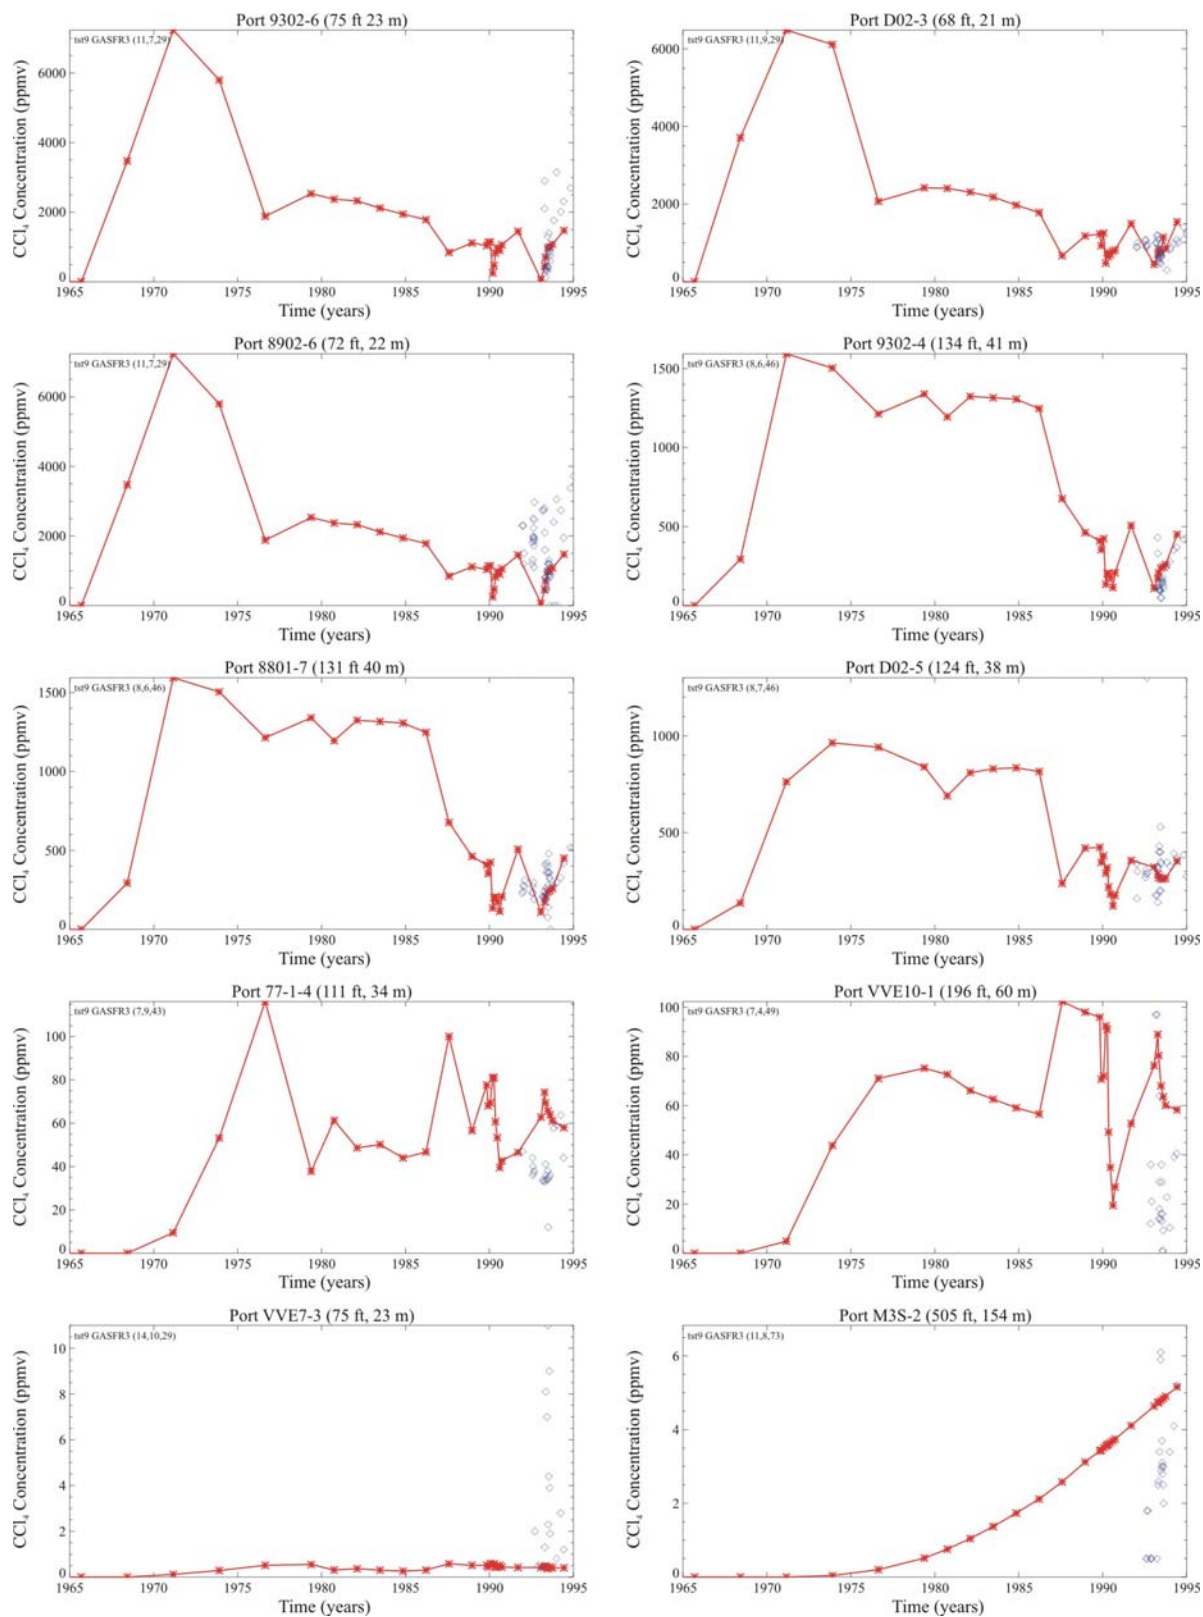 Port 9302-6 (75 ft 23 m)
tst9 GASFR3 (11,7,29)
CCl₄ Concentration (ppmv)
6000
4000
2000
0
1965 1970 1975 1980 1985 1990 1995
Time (years)
Port D02-3 (68 ft, 21 m)
tst9 GASFR3 (11,9,29)
CCl₄ Concentration (ppmv)
6000
4000
2000
0
1965 1970 1975 1980 1985 1990 1995
Time (years)
Port 8902-6 (72 ft, 22 m)
tst9 GASFR3 (11,7,29)
CCl₄ Concentration (ppmv)
6000
4000
2000
0
1965 1970 1975 1980 1985 1990 1995
Time (years)
Port 9302-4 (134 ft, 41 m)
tst9 GASFR3 (8,6,46)
CCl₄ Concentration (ppmv)
1500
1000
500
0
1965 1970 1975 1980 1985 1990 1995
Time (years)
Port 8801-7 (131 ft 40 m)
tst9 GASFR3 (8,6,46)
CCl₄ Concentration (ppmv)
1500
1000
500
0
1965 1970 1975 1980 1985 1990 1995
Time (years)
Port D02-5 (124 ft, 38 m)
tst9 GASFR3 (8,7,46)
CCl₄ Concentration (ppmv)
1000
500
0
1965 1970 1975 1980 1985 1990 1995
Time (years)
Port 77-1-4 (111 ft, 34 m)
tst9 GASFR3 (7,9,43)
CCl₄ Concentration (ppmv)
100
80
60
40
20
0
1965 1970 1975 1980 1985 1990 1995
Time (years)
Port VVE10-1 (196 ft, 60 m)
tst9 GASFR3 (7,4,49)
CCl₄ Concentration (ppmv)
100
80
60
40
20
0
1965 1970 1975 1980 1985 1990 1995
Time (years)
Port VVE7-3 (75 ft, 23 m)
tst9 GASFR3 (14,10,29)
CCl₄ Concentration (ppmv)
10
8
6
4
2
0
1965 1970 1975 1980 1985 1990 1995
Time (years)
Port M3S-2 (505 ft, 154 m)
tst9 GASFR3 (11,8,73)
CCl₄ Concentration (ppmv)
6
4
2
0
1965 1970 1975 1980 1985 1990 1995
Time (years)